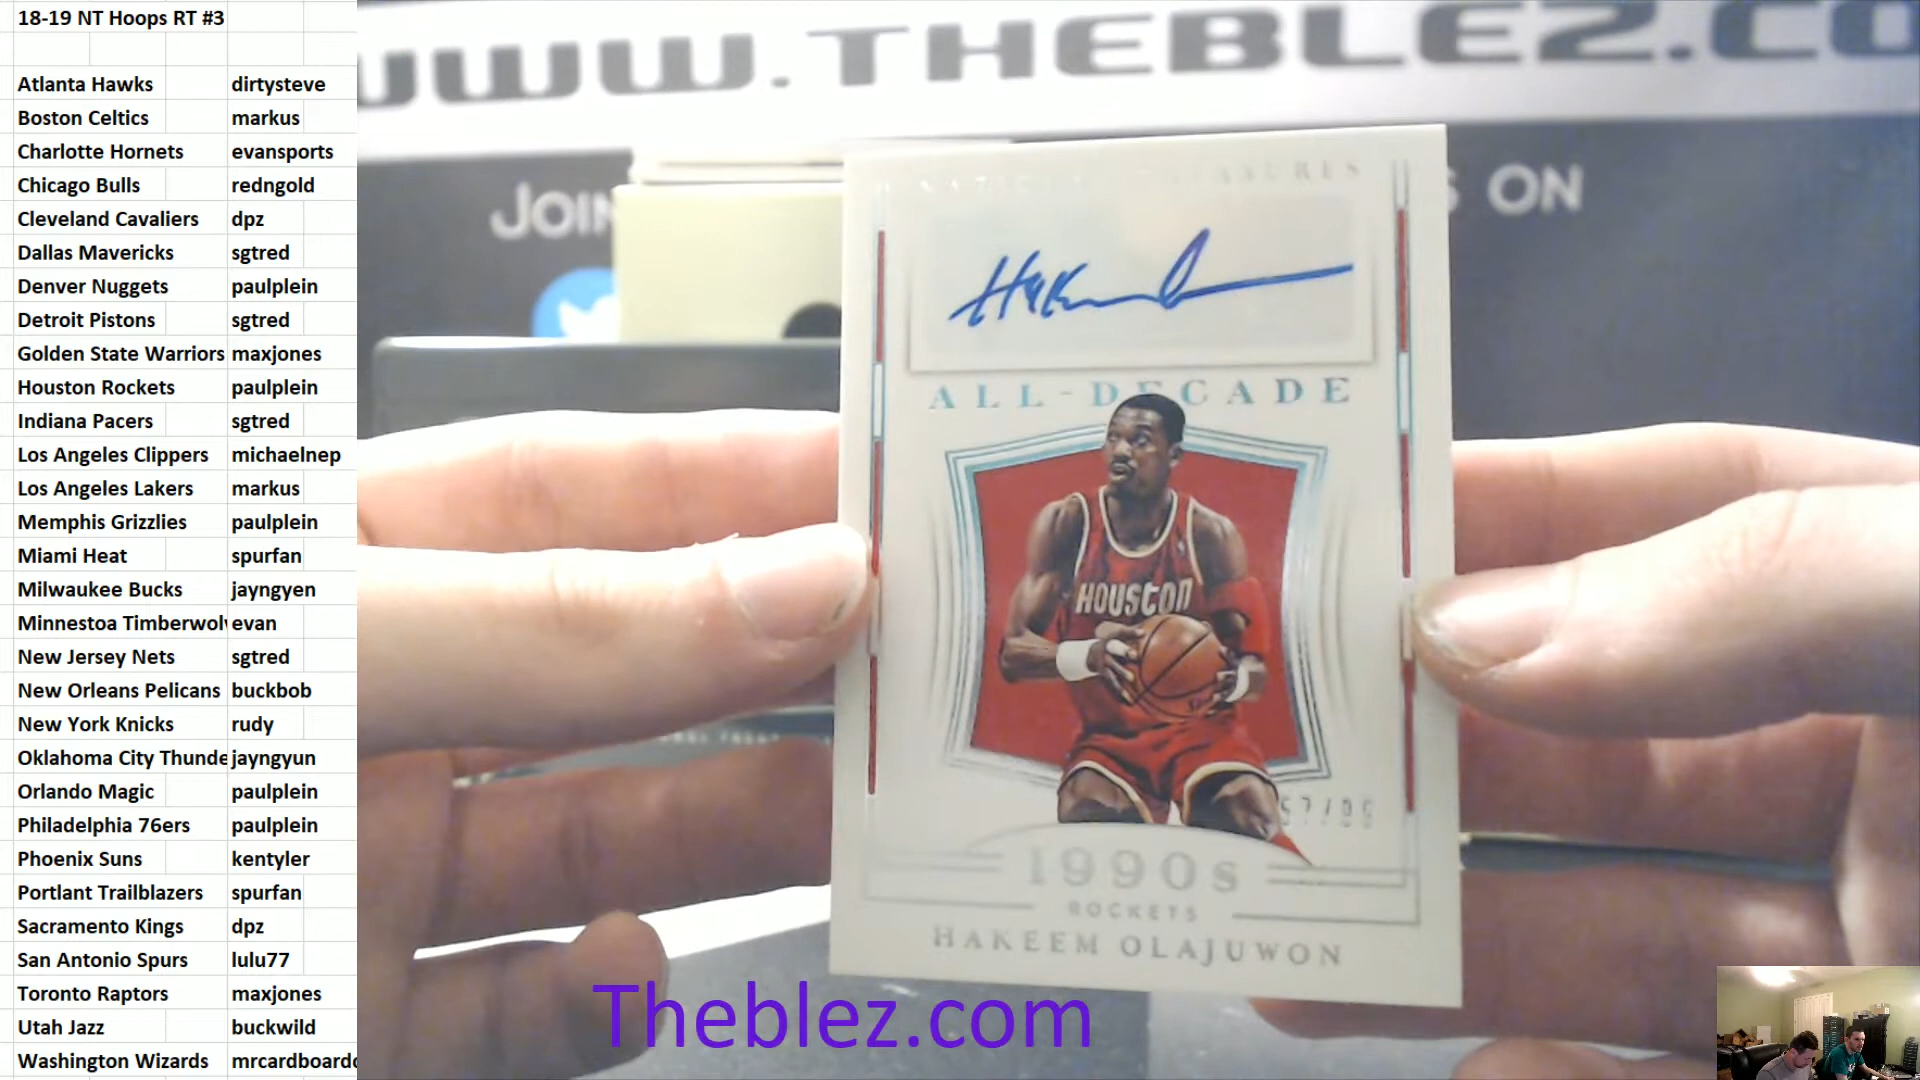 18-19 NT Hoops RT #3
Atlanta Hawks dirtysteve
Boston Celtics markus
Charlotte Hornets evansports
Chicago Bulls redngold
Cleveland Cavaliers dpz
Dallas Mavericks sgtred
Denver Nuggets paulplein
Detroit Pistons sgtred
Golden State Warriors maxjones
Houston Rockets paulplein
Indiana Pacers sgtred
Los Angeles Clippers michaelnep
Los Angeles Lakers markus
Memphis Grizzlies paulplein
Miami Heat spurfan
Milwaukee Bucks jayngyen
Minnestoa Timberwolv evan
New Jersey Nets sgtred
New Orleans Pelicans buckbob
New York Knicks rudy
Oklahoma City Thunde jayngyun
Orlando Magic paulplein
Philadelphia 76ers paulplein
Phoenix Suns kentyler
Portlant Trailblazers spurfan
Sacramento Kings dpz
San Antonio Spurs lulu77
Toronto Raptors maxjones
Utah Jazz buckwild
Washington Wizards mrcardboardc
WWW.THEBLEZ.CO
JOIN
S ON
ALL-DECADE
HOUSTON
1990s
ROCKETS
HAKEEM OLAJUWON
Theblez.com